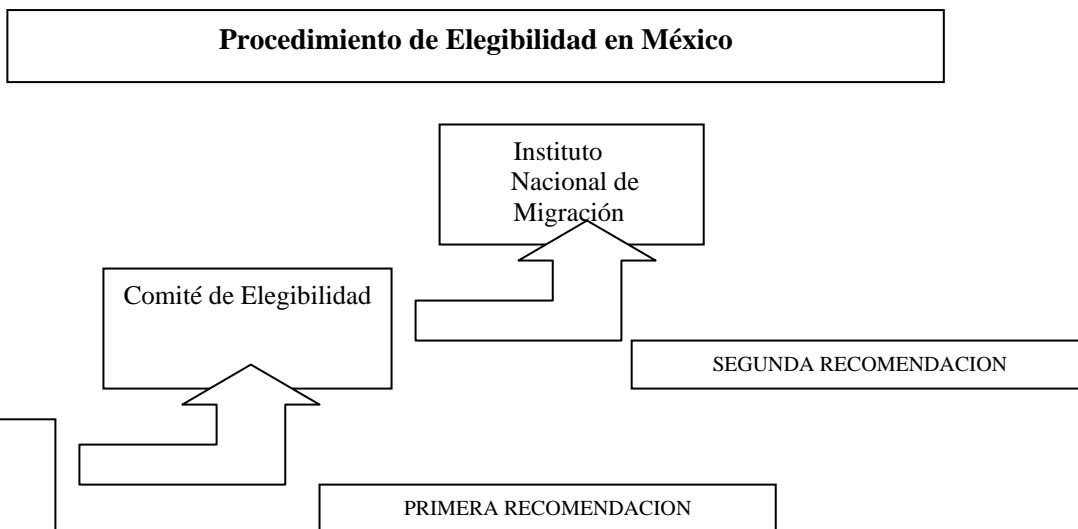 Procedimiento de Elegibilidad en México
Instituto
Nacional de
Migración
Comité de Elegibilidad
SEGUNDA RECOMENDACION
PRIMERA RECOMENDACION